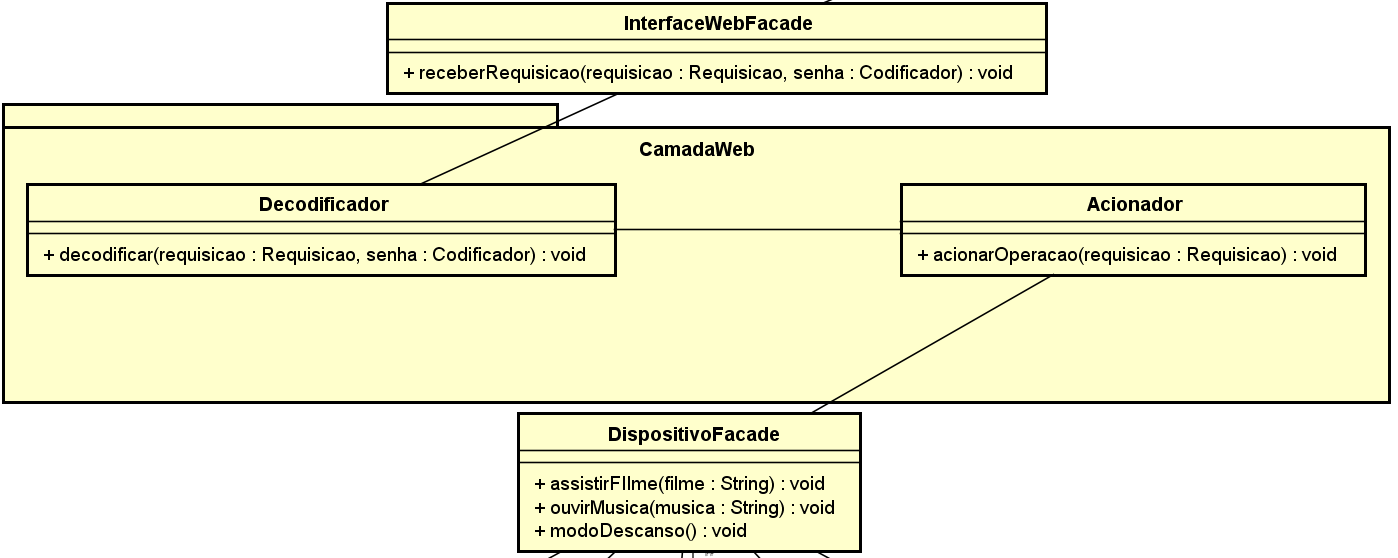 InterfaceWebFacade
+ receberRequisicao(requisicao : Requisicao, senha : Codificador) : void
CamadaWeb
Decodificador
+ decodificar(requisicao : Requisicao, senha : Codificador) : void
Acionador
+ acionarOperacao(requisicao : Requisicao) : void
DispositivoFacade
+ assistirFIlme(filme : String) : void
+ ouvirMusica(musica : String) : void
+ modoDescanso() : void